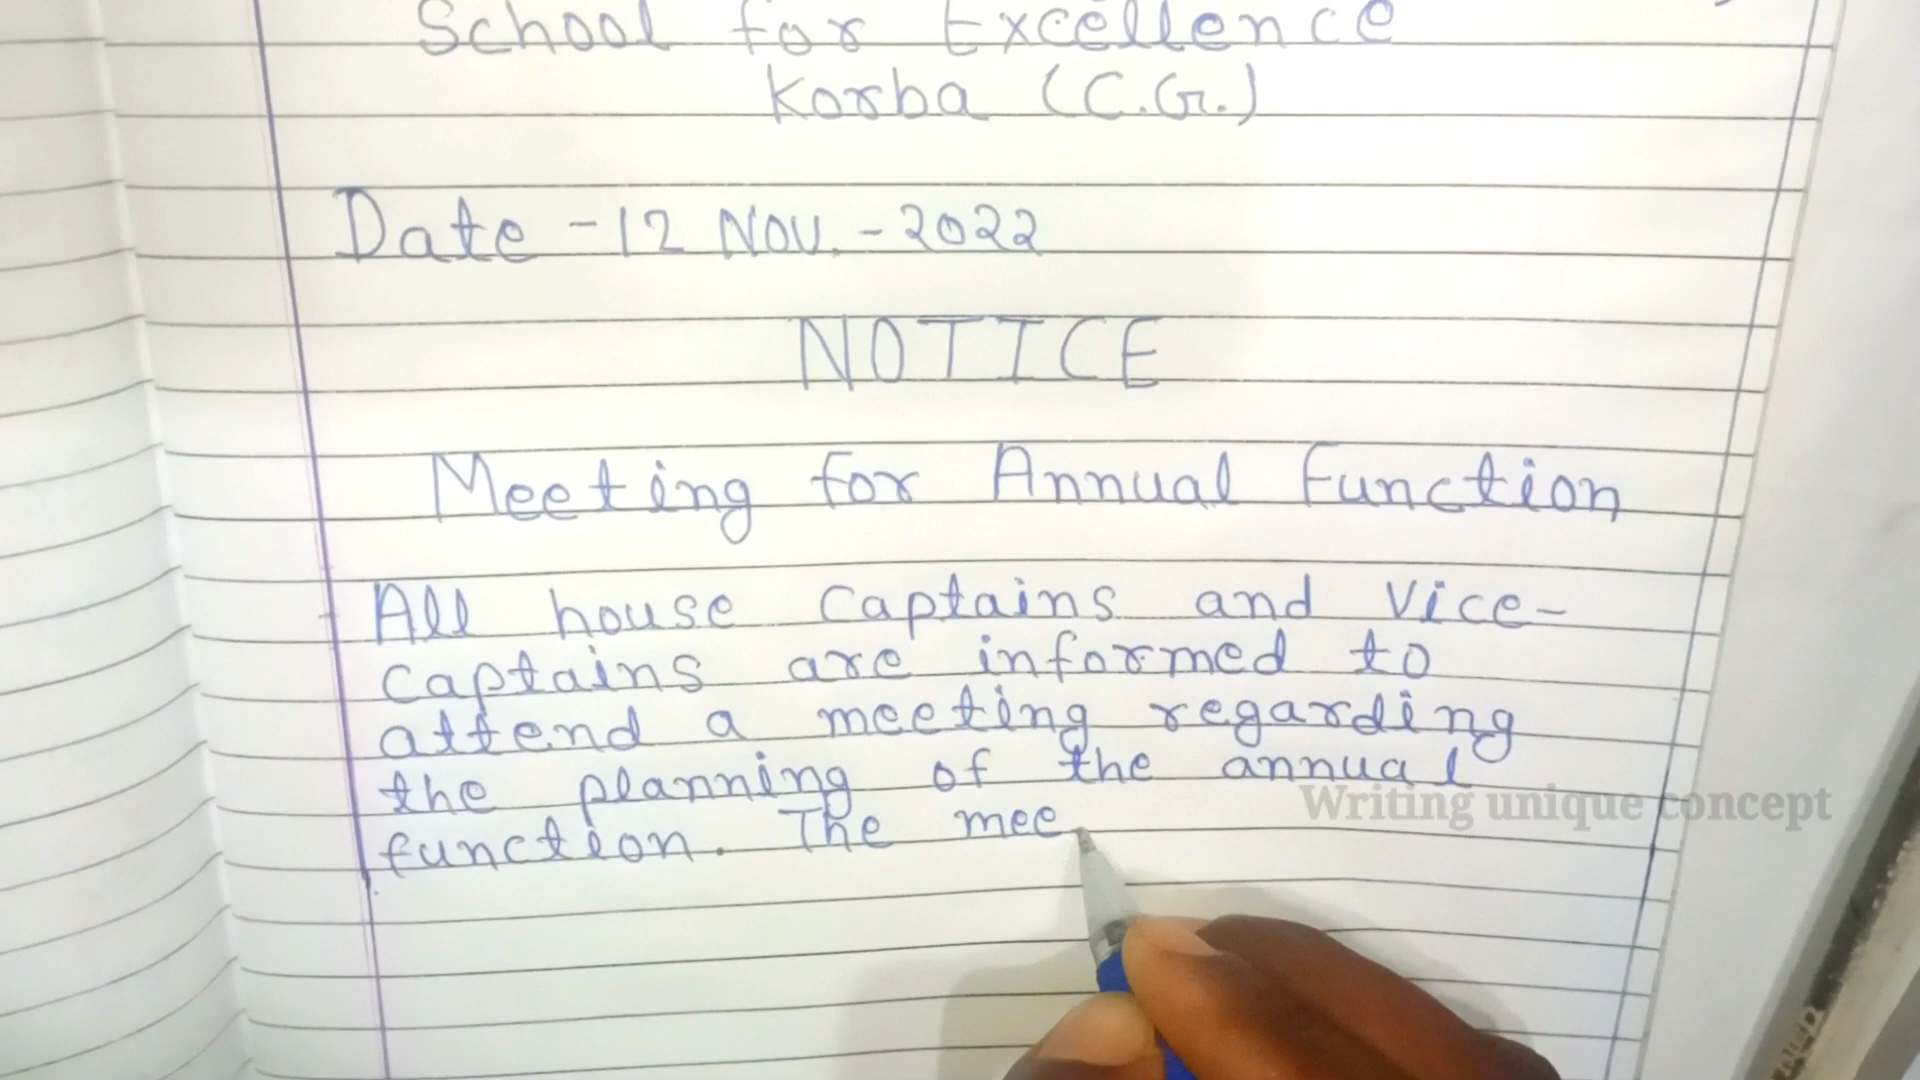 School for Excellence
Korba (C.G.)
Date - 12 Nov. - 2022
NOTICE
Meeting for Annual Function
All house captains and Vice-
captains are informed to
attend a meeting regarding
the planning of the annual
function. The mee
Writing unique concept